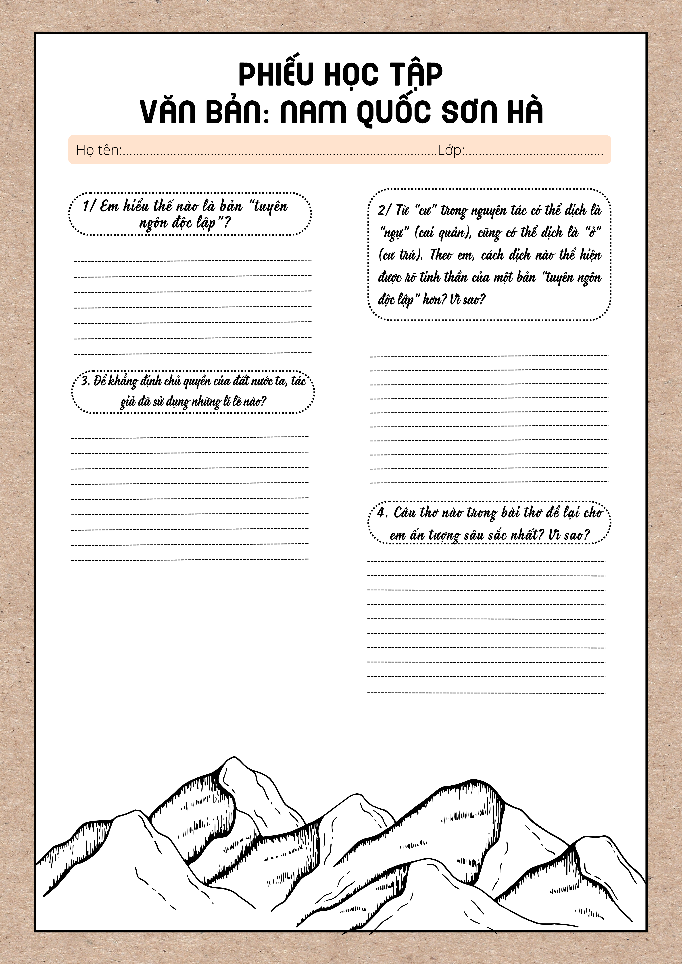 PHIẾU HỌC TẬP
VĂN BẢN: NAM QUỐC SƠN HÀ
Họ tên:........................................................................................Lớp:.......................................
1/ Em hiểu thế nào là bản "tuyên
ngôn độc lập"?
2/ Từ "cư" trong nguyên tác có thể dịch là
"ngự" (cai quản), cũng có thể dịch là "ở"
(cư trú). Theo em, cách dịch nào thể hiện
được rõ tinh thần của một bản "tuyên ngôn
độc lập" hơn? Vì sao?
3. Để khẳng định chủ quyền của đất nước ta, tác
giả đã sử dụng những lí lẽ nào?
4. Câu thơ nào trong bài thơ để lại cho
em ấn tượng sâu sắc nhất? Vì sao?